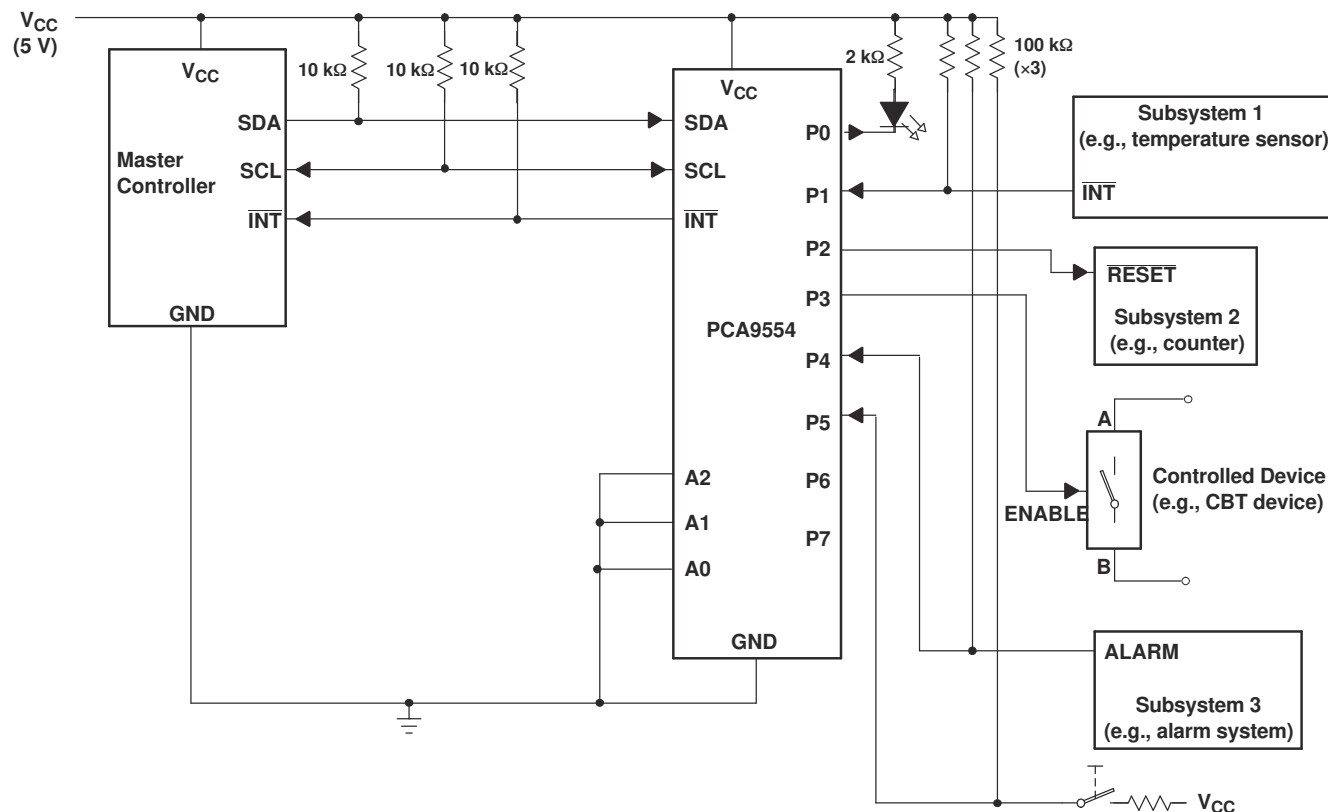 VCC
(5 V)
VCC
10 kΩ
10 kΩ
10 kΩ
2 kΩ
100 kΩ
(×3)
Master
Controller
SDA
SCL
INT
GND
VCC
SDA
SCL
INT
PCA9554
A2
A1
A0
GND
P0
P1
P2
P3
P4
P5
P6
P7
Subsystem 1
(e.g., temperature sensor)
INT
RESET
Subsystem 2
(e.g., counter)
A
ENABLE
B
Controlled Device
(e.g., CBT device)
ALARM
Subsystem 3
(e.g., alarm system)
VCC